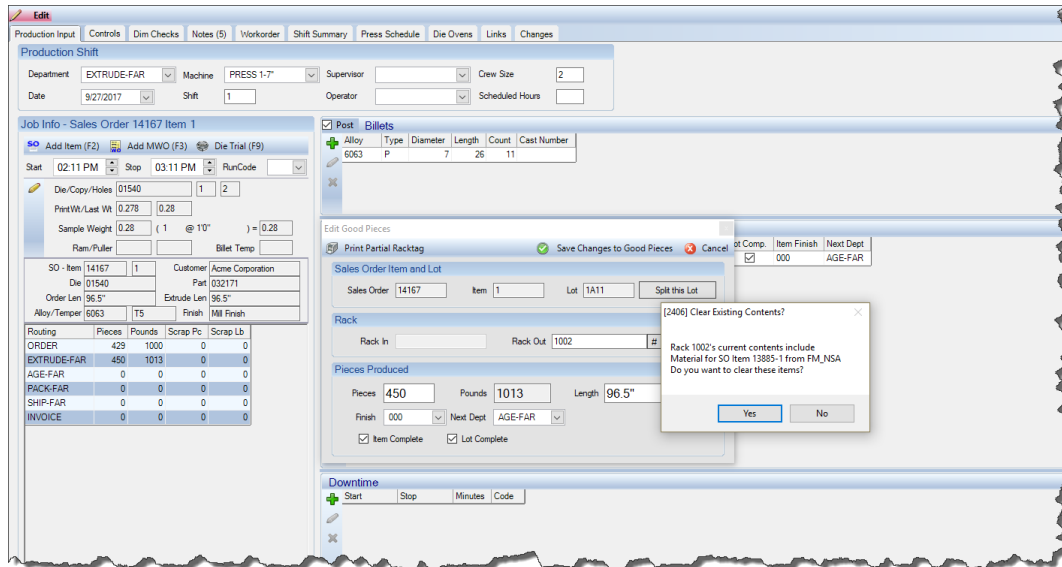 Edit
Production Input Controls Dim Checks Notes (5) Workorder Shift Summary Press Schedule Die Ovens Links Changes
Production Shift
Department EXTRUDE-FAR Machine PRESS 1-7" Supervisor Crew Size 2
Date 9/27/2017 Shift 1 Operator Scheduled Hours
Job Info - Sales Order 14167 Item 1
SO Add Item (F2) Add MWO (F3) Die Trial (F9)
Start 02:11 PM Stop 03:11 PM RunCode
Die/Copy/Holes 01540 1 2
PrintWt/Last Wt 0.278 0.28
Sample Weight 0.28 ( 1 @ 1'0" ) = 0.28
Ram/Puller Billet Temp
SO - Item 14167 1 Customer Acme Corporation
Die 01540 Part 032171
Order Len 96.5" Extrude Len 96.5"
Alloy/Temper 6063 T5 Finish Mill Finish
Routing Pieces Pounds Scrap Pc Scrap Lb
ORDER 429 1000 0 0
EXTRUDE-FAR 450 1013 0 0
AGE-FAR 0 0 0 0
PACK-FAR 0 0 0 0
SHIP-FAR 0 0 0 0
INVOICE 0 0 0 0
Post Billets
Alloy Type Diameter Length Count Cast Number
6063 P 7 26 11
ot Comp. Item Finish Next Dept
000 AGE-FAR
Edit Good Pieces
Print Partial Racktag Save Changes to Good Pieces Cancel
Sales Order Item and Lot
Sales Order 14167 Item 1 Lot 1A11 Split this Lot
Rack
Rack In Rack Out 1002 #
Pieces Produced
Pieces 450 Pounds 1013 Length 96.5"
Finish 000 Next Dept AGE-FAR
Item Complete Lot Complete
[2406] Clear Existing Contents?
Rack 1002's current contents include
Material for SO Item 13885-1 from FM_NSA
Do you want to clear these items?
Yes No
Downtime
Start Stop Minutes Code